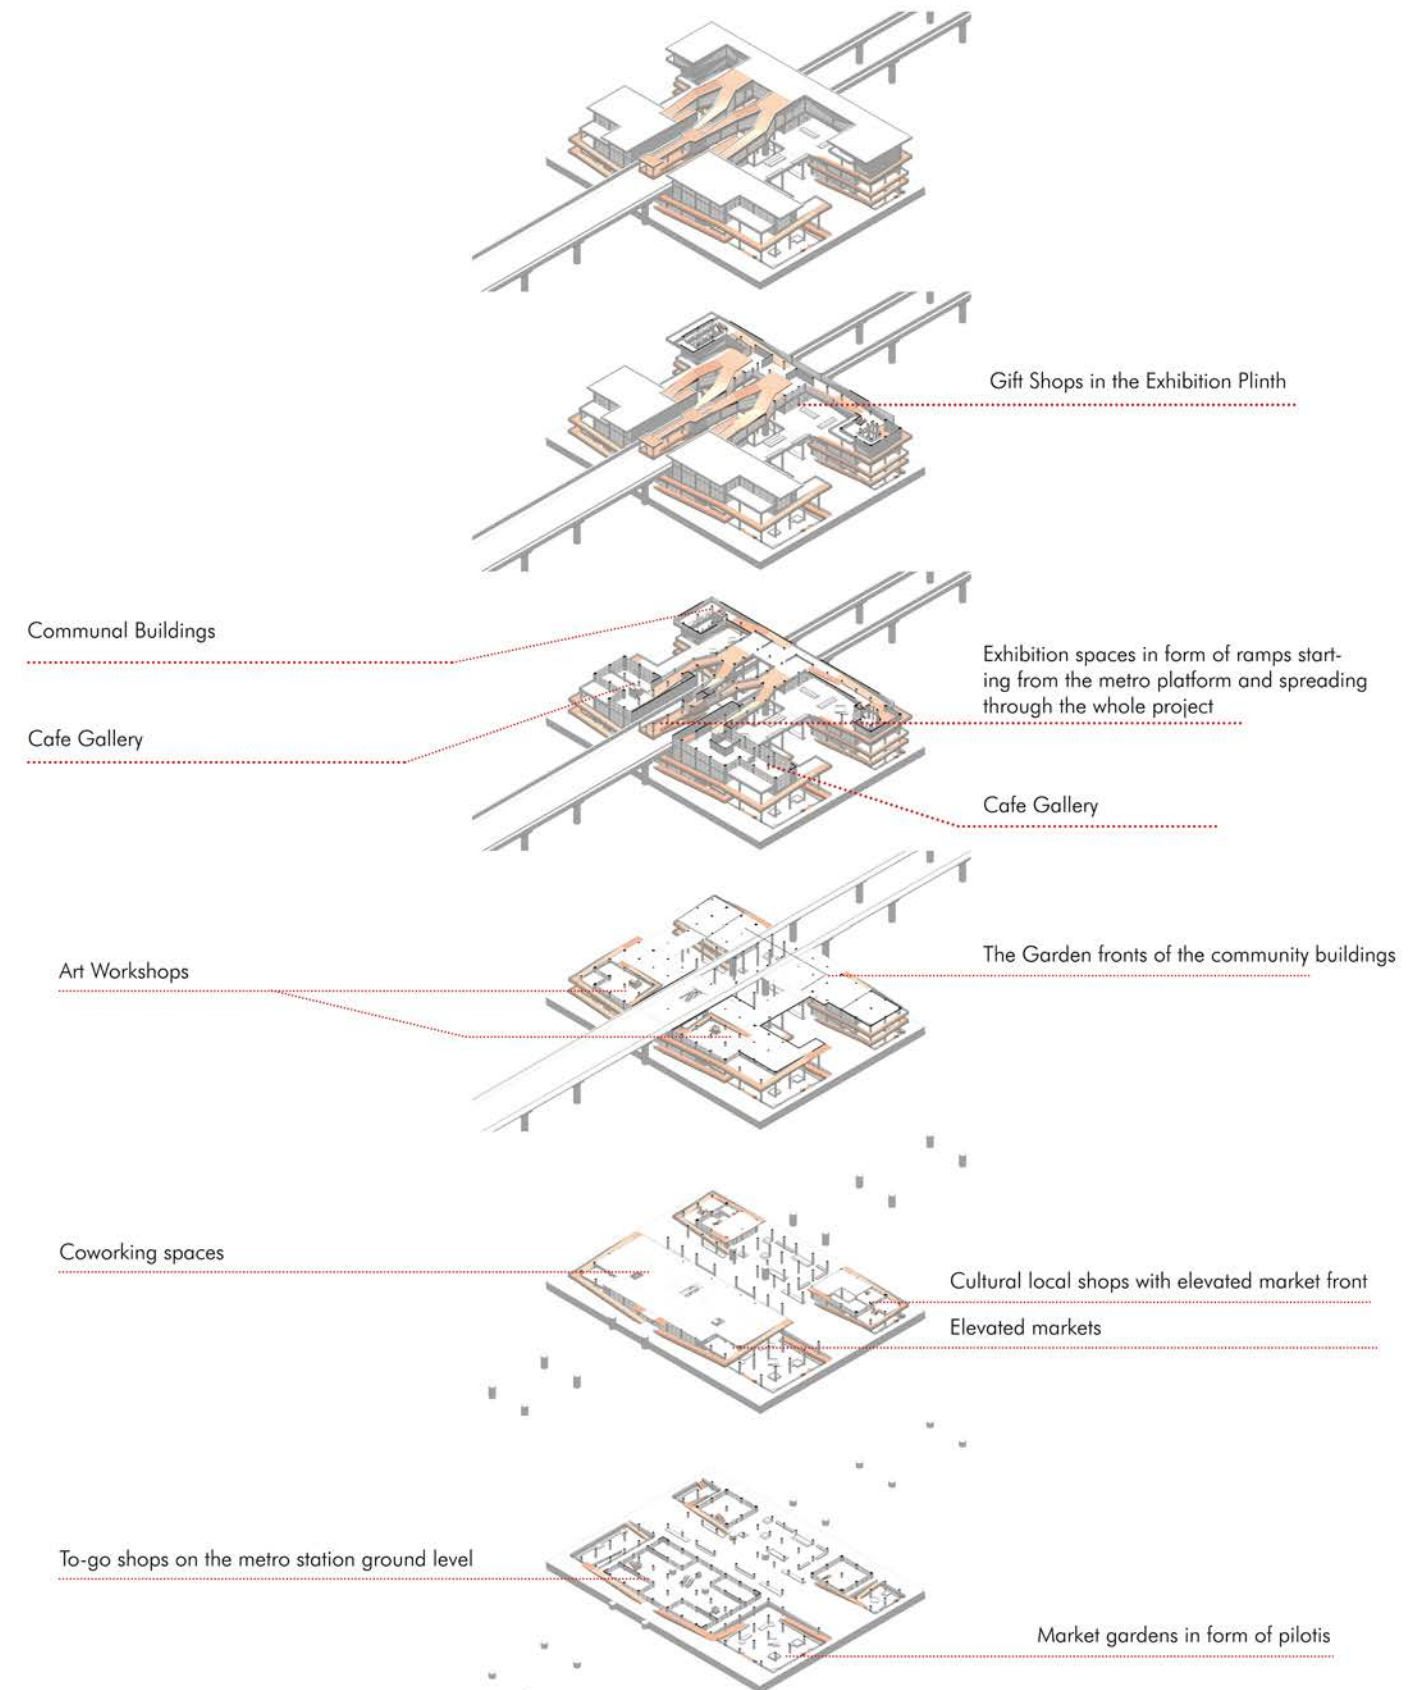 Gift Shops in the Exhibition Plinth
Communal Buildings
Exhibition spaces in form of ramps start-
ing from the metro platform and spreading
through the whole project
Cafe Gallery
Cafe Gallery
The Garden fronts of the community buildings
Art Workshops
Coworking spaces
Cultural local shops with elevated market front
Elevated markets
To-go shops on the metro station ground level
Market gardens in form of pilotis